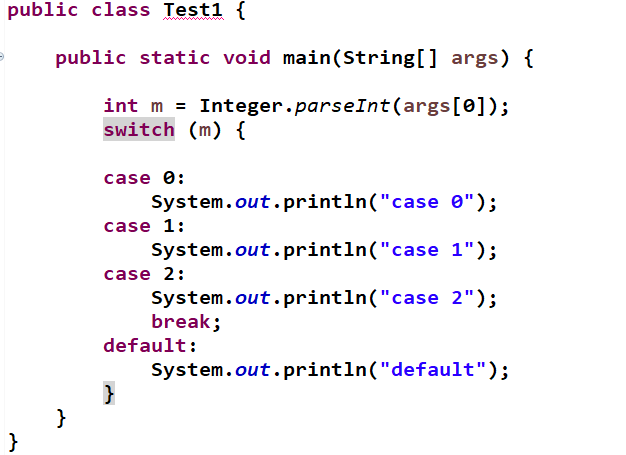 public class Test1 {
public static void main(String[] args) {
int m = Integer.parseInt(args[0]);
switch (m) {
case 0:
System.out.println("case 0");
case 1:
System.out.println("case 1");
case 2:
System.out.println("case 2");
break;
default:
System.out.println("default");
}
}
}